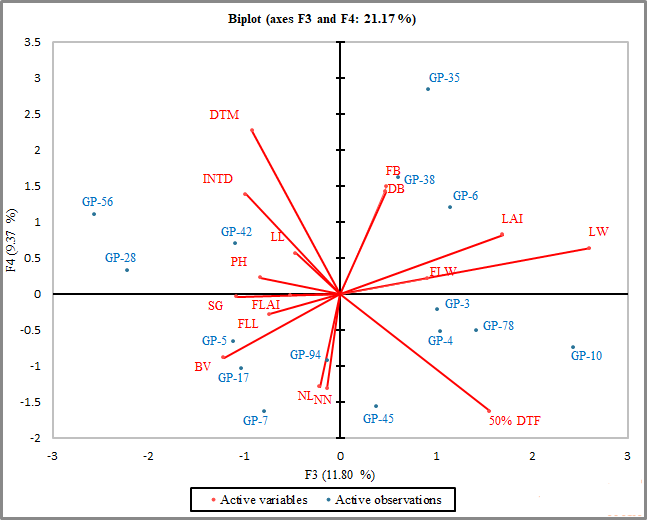 Biplot (axes F3 and F4: 21.17 %)
3.5
3
2.5
2
1.5
1
0.5
0
-0.5
-1
-1.5
-2
F4 (9.37 %)
GP-35
DTM
FB
GP-38
INTD
DB
GP-6
GP-56
LAI
GP-42
LL
LW
PH
GP-28
FLW
SG
FLAI
GP-3
FLL
GP-78
GP-5
GP-4
GP-94
GP-10
BV
GP-17
NL
NN
GP-7
GP-45
50% DTF
-3
-2
-1
0
1
2
3
F3 (11.80 %)
Active variables
Active observations